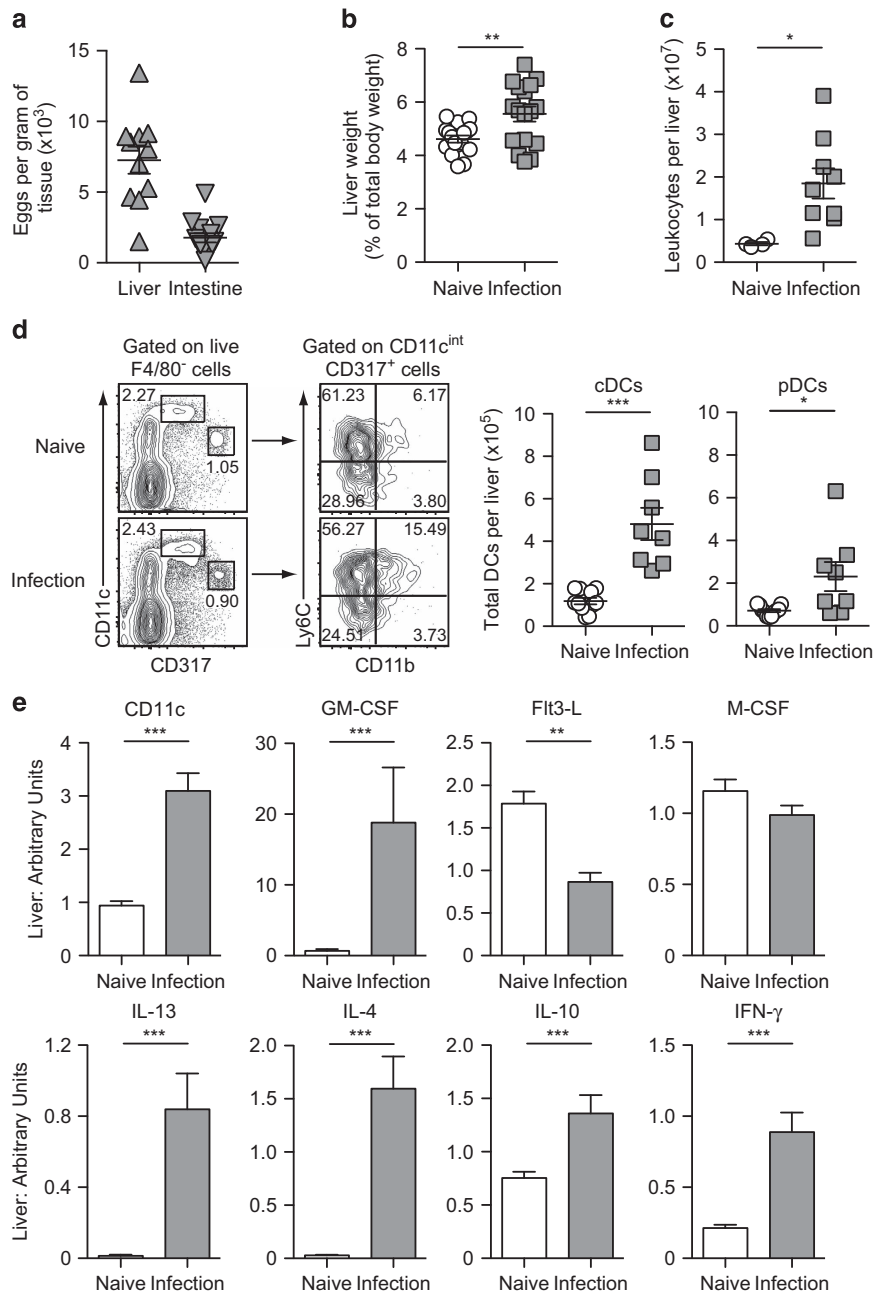 a
Eggs per gram of
tissue (x10³)
15
10
5
0
Liver Intestine
b
**
Liver weight
(% of total body weight)
8
6
4
2
0
Naive Infection
c
*
Leukocytes per liver (x10⁷)
5
4
3
2
1
0
Naive Infection
d
Gated on live
F4/80⁻ cells
Gated on CD11cⁱⁿᵗ
CD317⁺ cells
Naive
2.27
1.05
61.23 6.17
28.96 3.80
Infection
2.43
0.90
56.27 15.49
24.51 3.73
CD11c
CD317
Ly6C
CD11b
cDCs
***
Total DCs per liver (x10⁵)
10
8
6
4
2
0
Naive Infection
pDCs
*
10
8
6
4
2
0
Naive Infection
e
CD11c
***
Liver: Arbitrary Units
4
3
2
1
0
Naive Infection
GM-CSF
***
30
20
10
0
Naive Infection
Flt3-L
**
2.5
2.0
1.5
1.0
0.5
0
Naive Infection
M-CSF
1.5
1.0
0.5
0
Naive Infection
IL-13
***
Liver: Arbitrary Units
1.2
0.8
0.4
0
Naive Infection
IL-4
***
2.0
1.5
1.0
0.5
0
Naive Infection
IL-10
***
2.0
1.5
1.0
0.5
0
Naive Infection
IFN-γ
***
1.5
1.0
0.5
0
Naive Infection